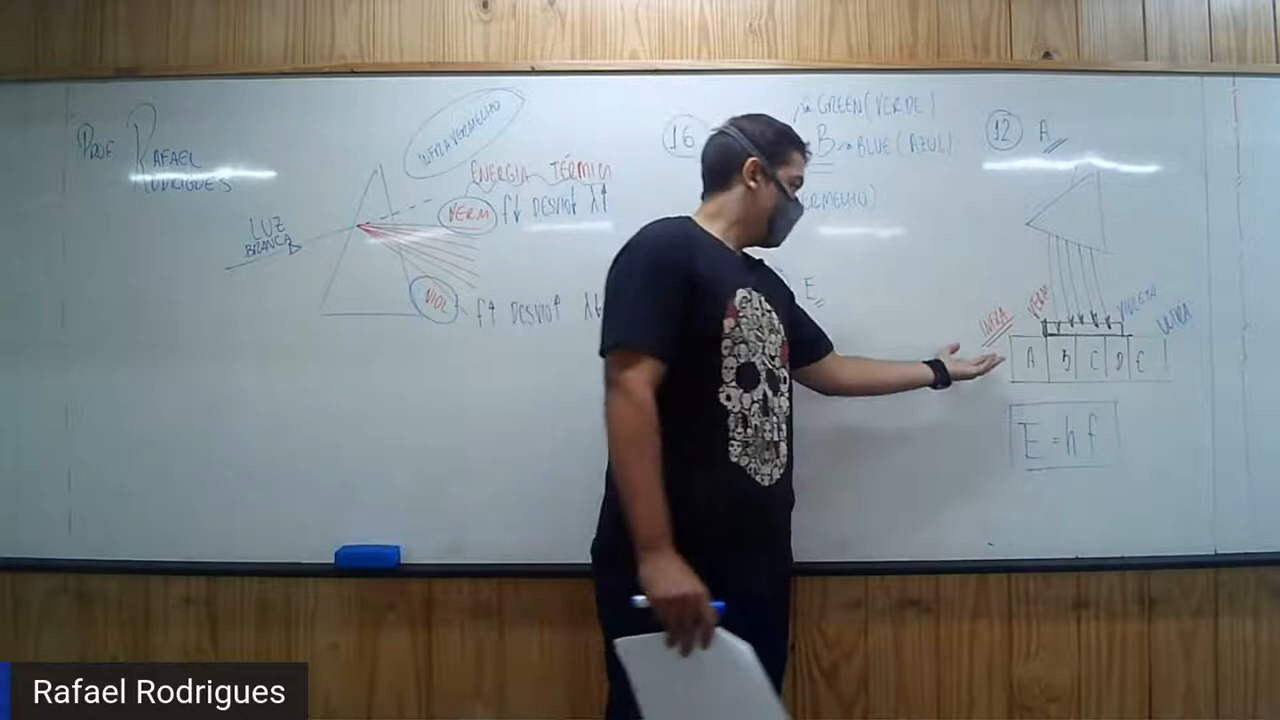 PROF RAFAEL
RODRIGUES
INFRAVERMELHO
ENERGIA TÉRMICA
LUZ
BRANCA
VERM f↓ DESVIO↓ λ↑
VIOL f↑ DESVIO↑ λ↓
16
GREEN (VERDE)
B → BLUE (AZUL)
ERMELHO)
E
12 A
INFRA VERM VIOLETA ULTRA
A B C D E
E = h f
Rafael Rodrigues